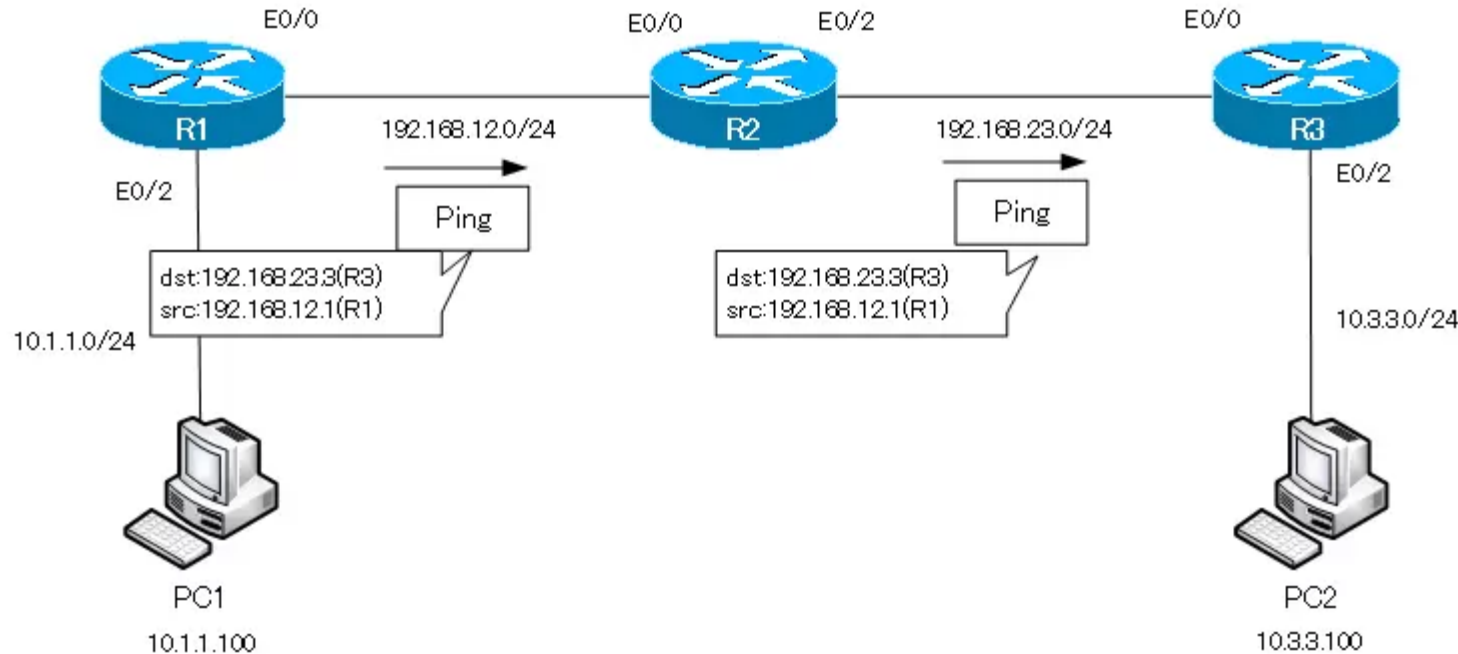 E0/0
E0/0
E0/2
E0/0
R1
R2
R3
192.168.12.0/24
192.168.23.0/24
E0/2
E0/2
Ping
Ping
dst:192.168.23.3(R3)
src:192.168.12.1(R1)
dst:192.168.23.3(R3)
src:192.168.12.1(R1)
10.1.1.0/24
10.3.3.0/24
PC1
10.1.1.100
PC2
10.3.3.100